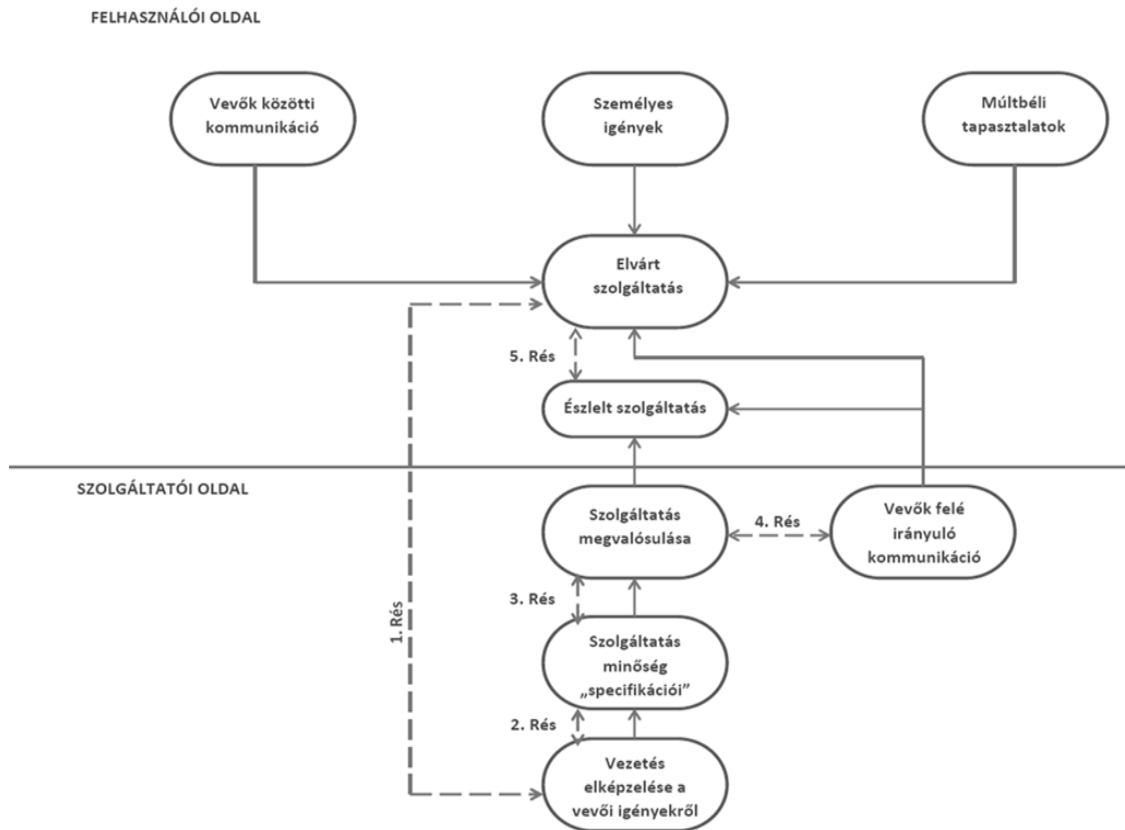 FELHASZNÁLÓI OLDAL
Vevők közötti
kommunikáció
Személyes
igények
Múltbéli
tapasztalatok
Elvárt
szolgáltatás
5. Rés
Észlelt szolgáltatás
SZOLGÁLTATÓI OLDAL
Szolgáltatás
megvalósulása
4. Rés
Vevők felé
irányuló
kommunikáció
1. Rés
3. Rés
Szolgáltatás
minőség
„specifikációi”
2. Rés
Vezetés
elképzelése a
vevői igényekről